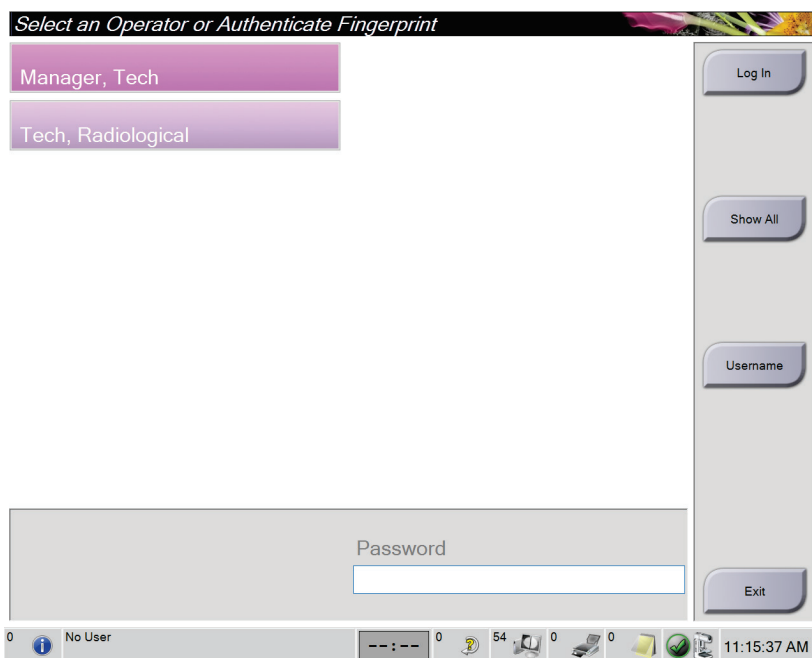 Select an Operator or Authenticate Fingerprint
Manager, Tech
Tech, Radiological
Log In
Show All
Username
Password
Exit
0 i No User --:-- 0 ? 54 0 0 11:15:37 AM